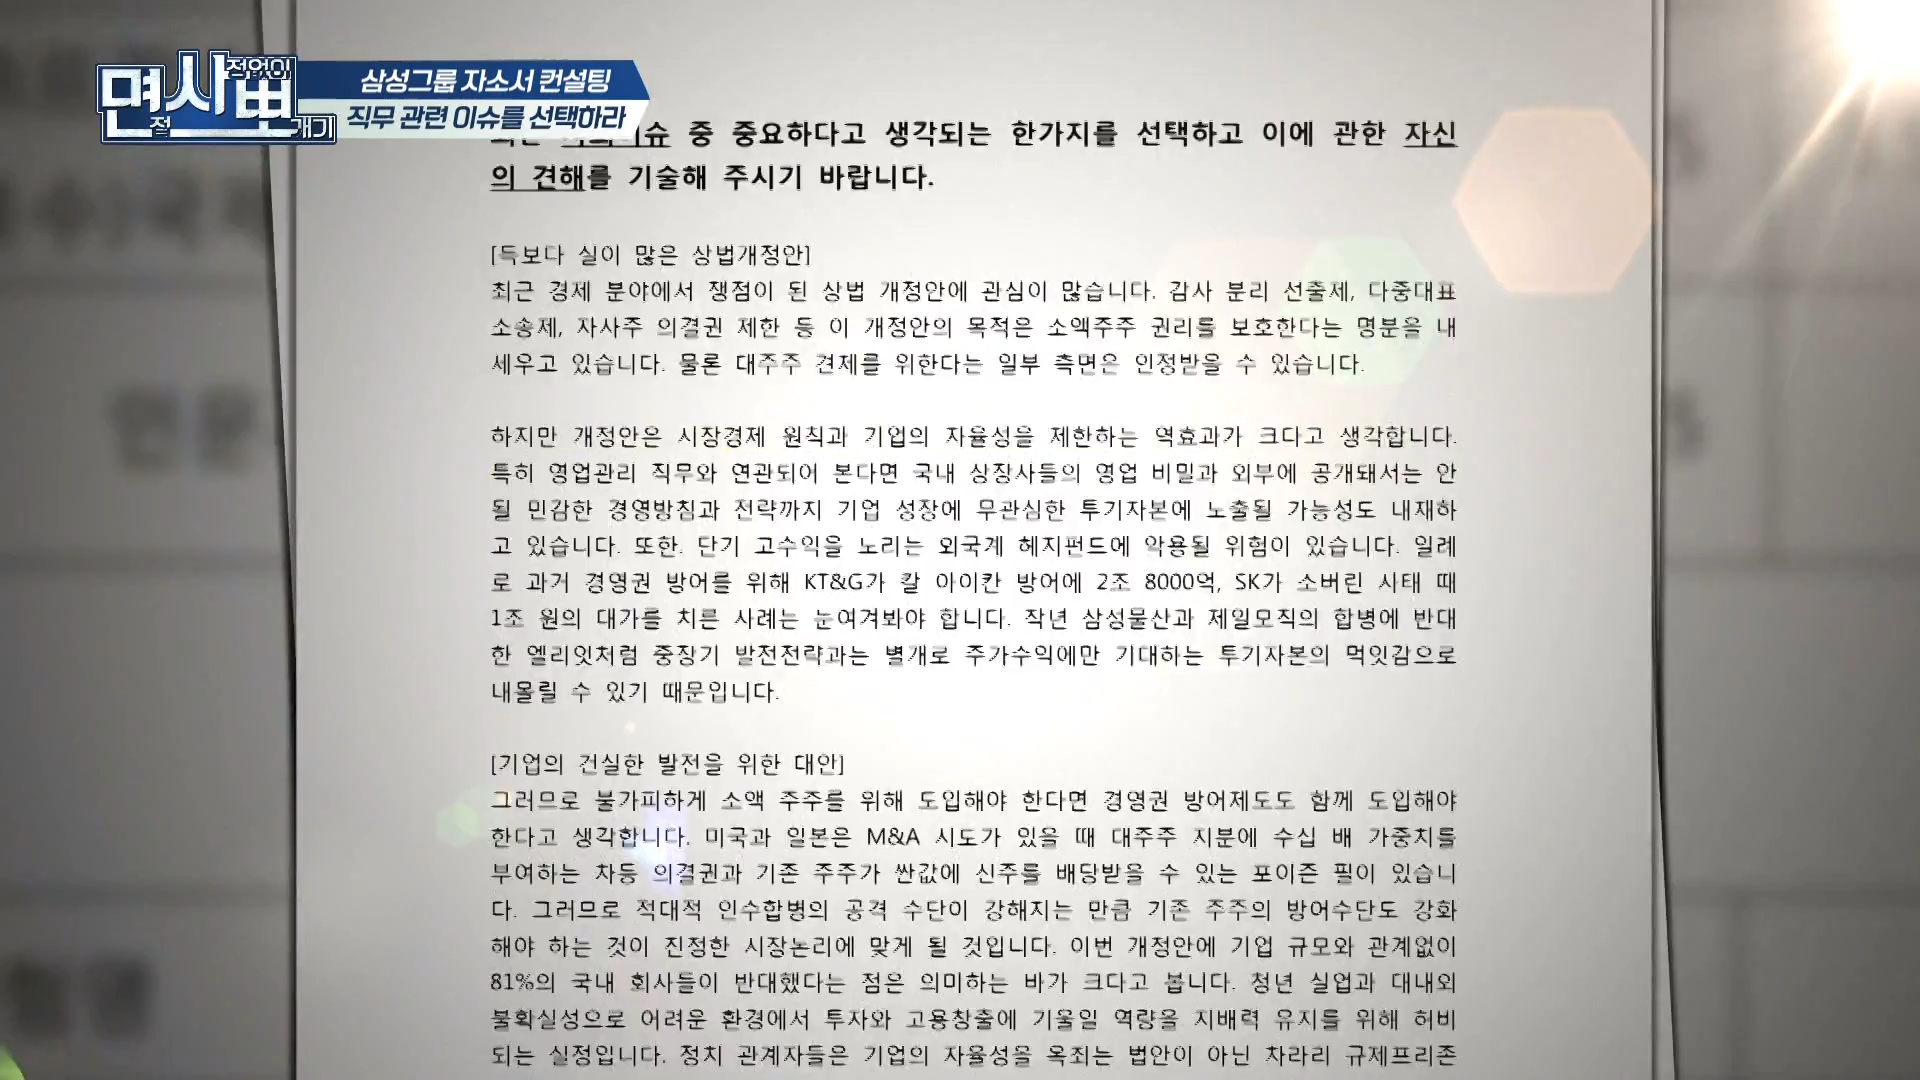 면접 사정없이 뽀개기
삼성그룹 자소서 컨설팅
직무 관련 이슈를 선택하라
중 중요하다고 생각되는 한가지를 선택하고 이에 관한 자신
의 견해를 기술해 주시기 바랍니다.
[득보다 실이 많은 상법개정안]
최근 경제 분야에서 쟁점이 된 상법 개정안에 관심이 많습니다. 감사 분리 선출제, 다중대표
소송제, 자사주 의결권 제한 등 이 개정안의 목적은 소액주주 권리를 보호한다는 명분을 내
세우고 있습니다. 물론 대주주 견제를 위한다는 일부 측면은 인정받을 수 있습니다.
하지만 개정안은 시장경제 원칙과 기업의 자율성을 제한하는 역효과가 크다고 생각합니다.
특히 영업관리 직무와 연관되어 본다면 국내 상장사들의 영업 비밀과 외부에 공개돼서는 안
될 민감한 경영방침과 전략까지 기업 성장에 무관심한 투기자본에 노출될 가능성도 내재하
고 있습니다. 또한. 단기 고수익을 노리는 외국계 헤지펀드에 악용될 위험이 있습니다. 일례
로 과거 경영권 방어를 위해 KT&G가 칼 아이칸 방어에 2조 8000억, SK가 소버린 사태 때
1조 원의 대가를 치른 사례는 눈여겨봐야 합니다. 작년 삼성물산과 제일모직의 합병에 반대
한 엘리잇처럼 중장기 발전전략과는 별개로 주가수익에만 기대하는 투기자본의 먹잇감으로
내몰릴 수 있기 때문입니다.
[기업의 건실한 발전을 위한 대안]
그러므로 불가피하게 소액 주주를 위해 도입해야 한다면 경영권 방어제도도 함께 도입해야
한다고 생각합니다. 미국과 일본은 M&A 시도가 있을 때 대주주 지분에 수십 배 가중치를
부여하는 차등 의결권과 기존 주주가 싼값에 신주를 배당받을 수 있는 포이즌 필이 있습니
다. 그러므로 적대적 인수합병의 공격 수단이 강해지는 만큼 기존 주주의 방어수단도 강화
해야 하는 것이 진정한 시장논리에 맞게 될 것입니다. 이번 개정안에 기업 규모와 관계없이
81%의 국내 회사들이 반대했다는 점은 의미하는 바가 크다고 봅니다. 청년 실업과 대내외
불확실성으로 어려운 환경에서 투자와 고용창출에 기울일 역량을 지배력 유지를 위해 허비
되는 실정입니다. 정치 관계자들은 기업의 자율성을 옥죄는 법안이 아닌 차라리 규제프리존